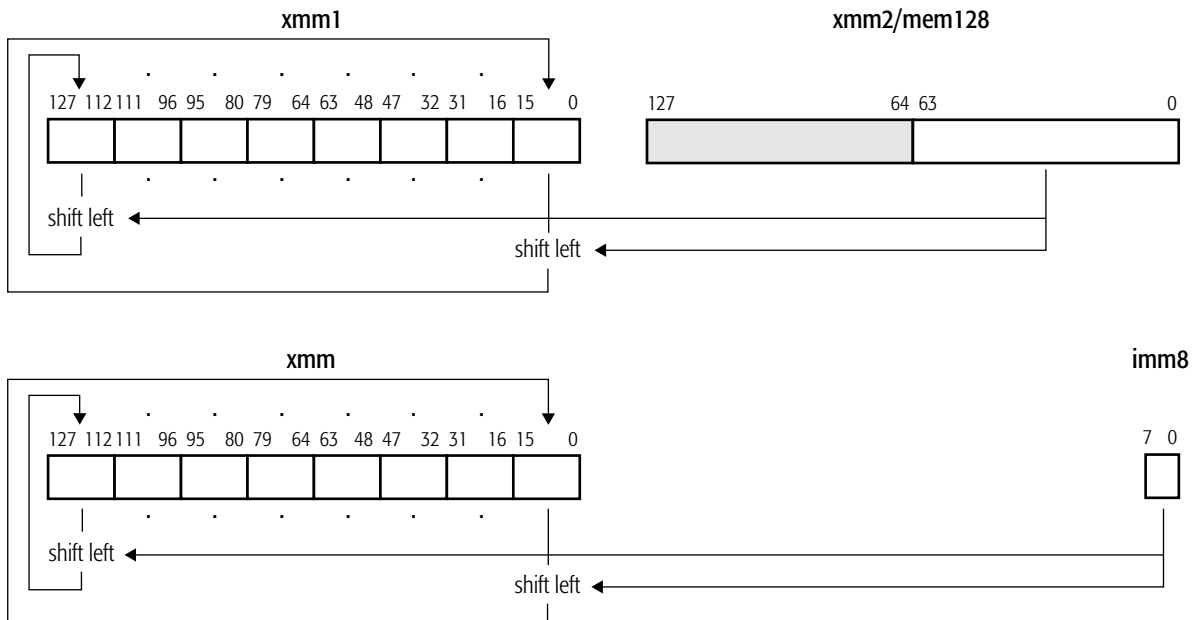 xmm1 xmm2/mem128
127 112 111 96 95 80 79 64 63 48 47 32 31 16 15 0 127 64 63 0
shift left
shift left
xmm imm8
127 112 111 96 95 80 79 64 63 48 47 32 31 16 15 0 7 0
shift left
shift left